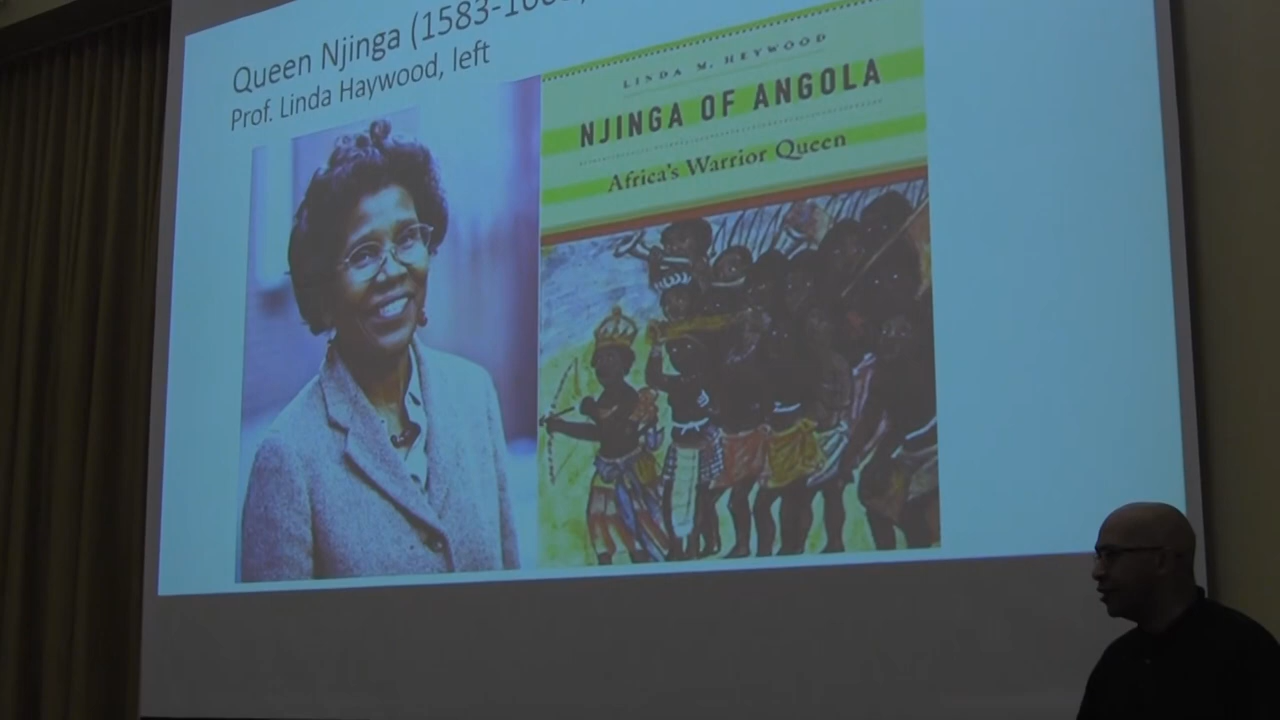 Queen Njinga (1583-
Prof. Linda Haywood, left
LINDA M. HEYWOOD
NJINGA OF ANGOLA
Africa's Warrior Queen